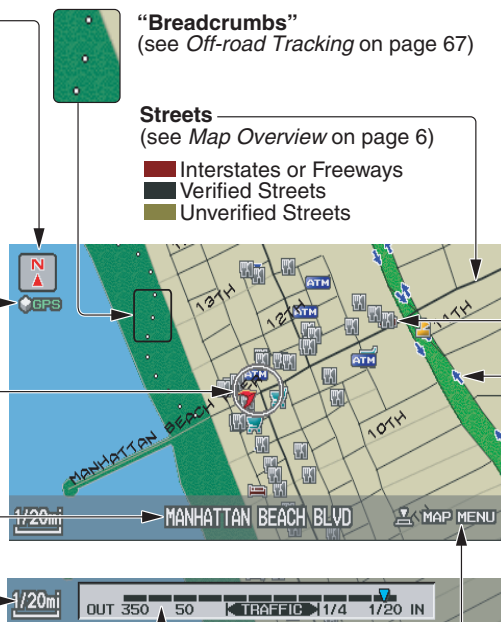 “Breadcrumbs”
(see Off-road Tracking on page 67)
Streets
(see Map Overview on page 6)
Interstates or Freeways
Verified Streets
Unverified Streets
N
GPS
13TH
12TH
11TH
ATM
ATM
ATM
ATM
10TH
MANHATTAN BEACH
1/20mi
MANHATTAN BEACH BLVD
MAP MENU
1/20mi
OUT 350 50 TRAFFIC 1/4 1/20 IN